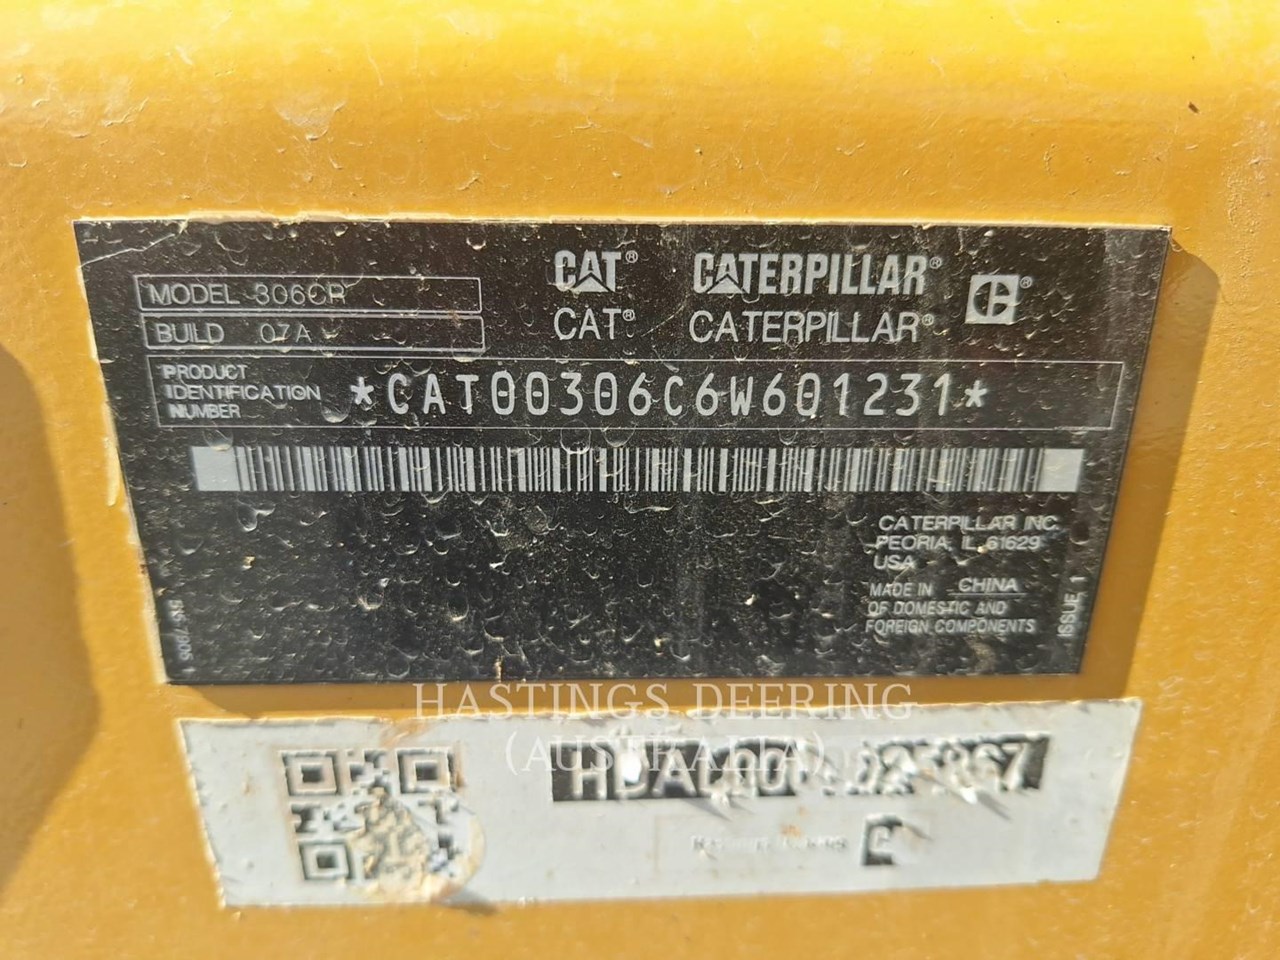 MODEL 306CR
BUILD 07A
CAT® CATERPILLAR® C®
CAT® CATERPILLAR®
PRODUCT
IDENTIFICATION
NUMBER
*CAT00306C6W601231*
CATERPILLAR INC.
PEORIA, IL 61629
USA
MADE IN CHINA
OF DOMESTIC AND
FOREIGN COMPONENTS
ISSUE 1
HASTINGS DEERING
(AUSTRALIA)